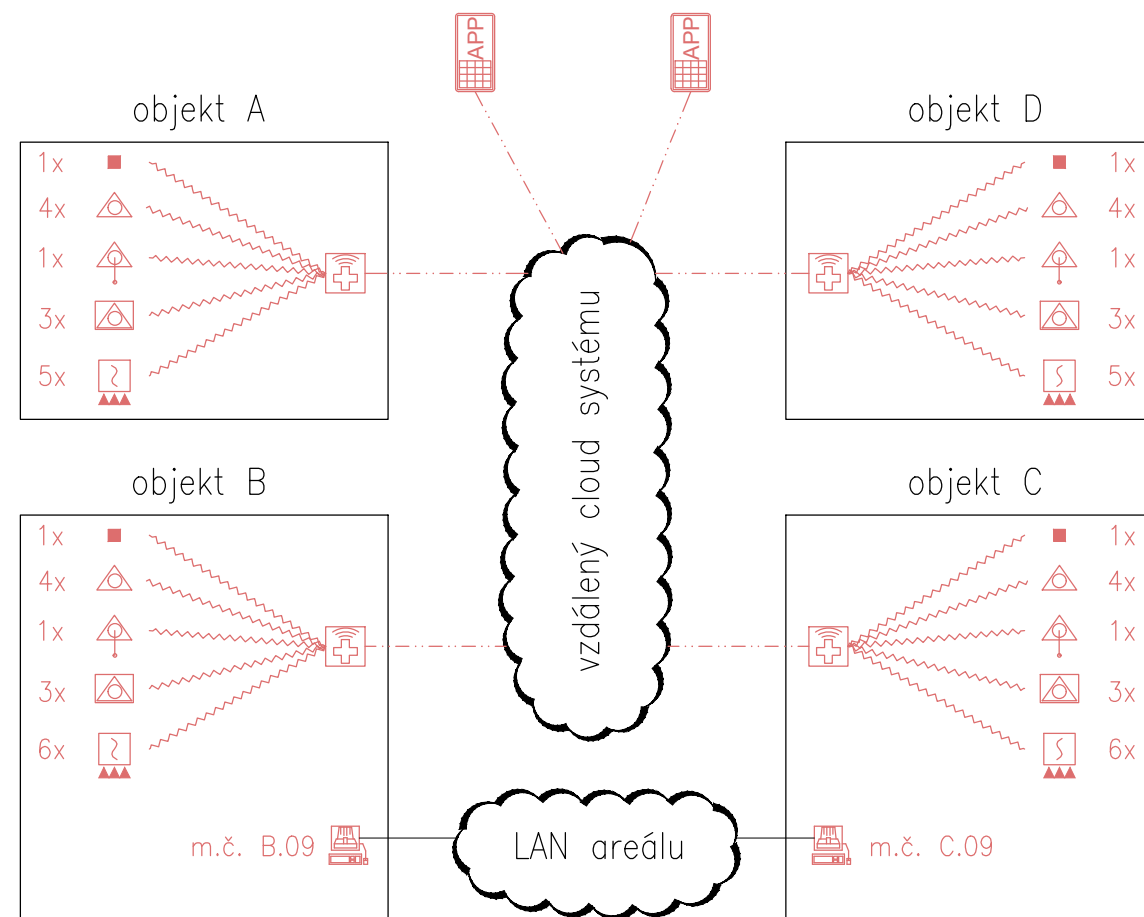 APP
APP
objekt A
1x
4x
1x
3x
5x
objekt D
1x
4x
1x
3x
5x
vzdálený cloud systému
objekt B
1x
4x
1x
3x
6x
m.č. B.09
objekt C
1x
4x
1x
3x
6x
m.č. C.09
LAN areálu